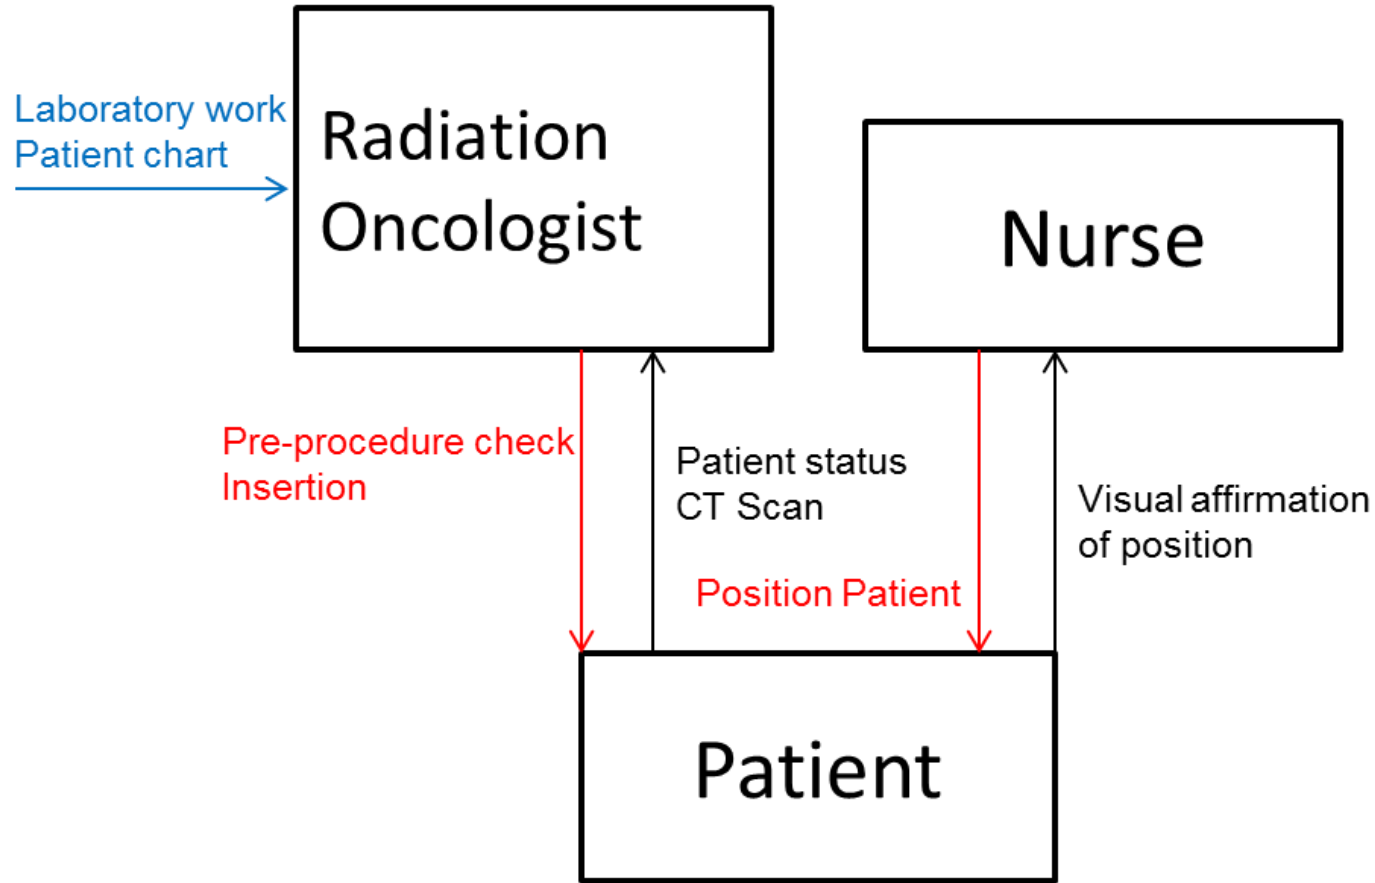 Laboratory work
Patient chart
Radiation
Oncologist
Nurse
Pre-procedure check
Insertion
Patient status
CT Scan
Position Patient
Visual affirmation
of position
Patient